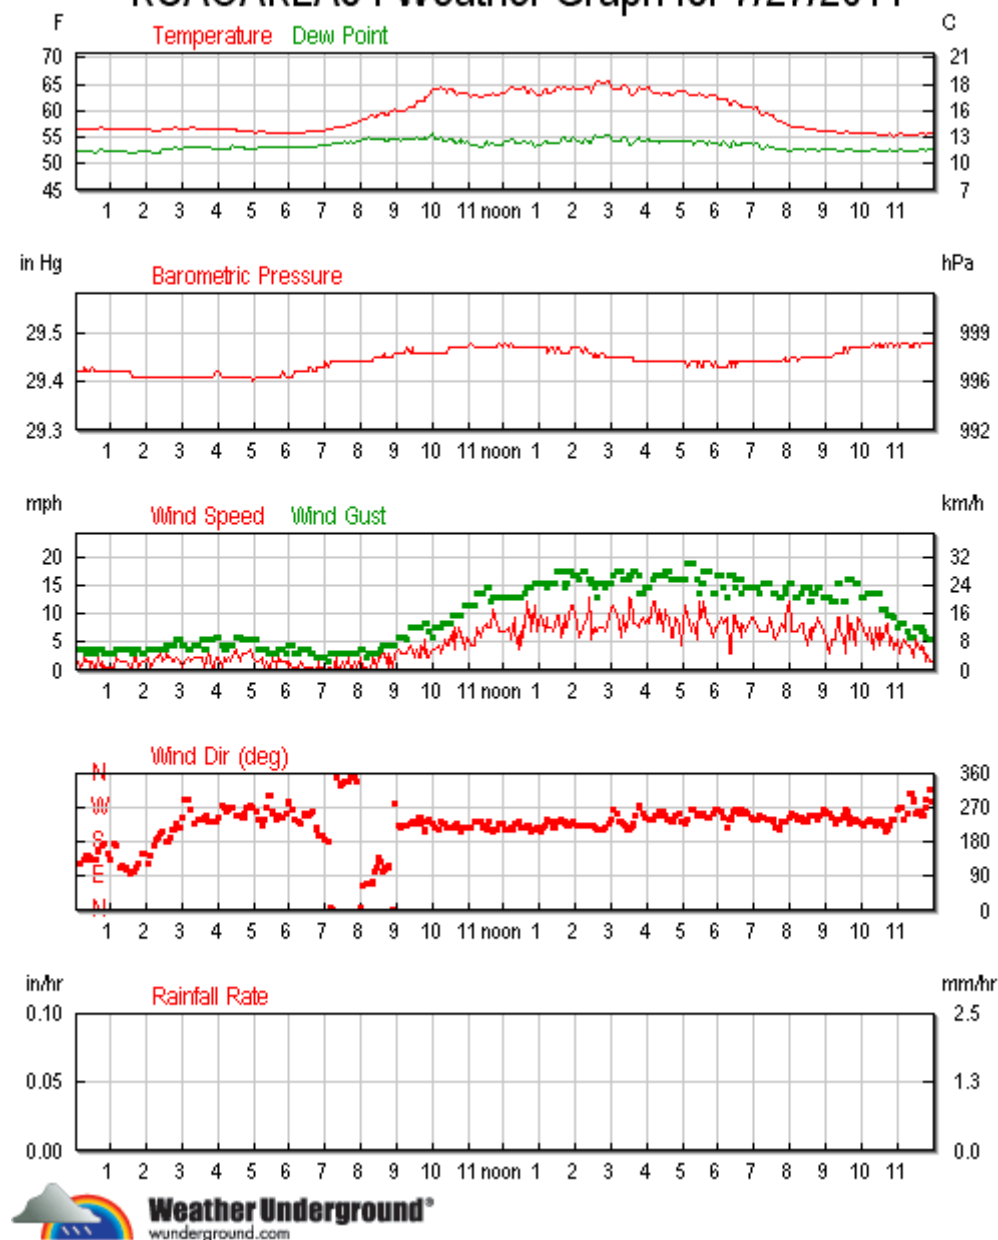 Weather Graph for 7/27/2011
F C
Temperature Dew Point
70 21
65 18
60 16
55 13
50 10
45 7
1 2 3 4 5 6 7 8 9 10 11 noon 1 2 3 4 5 6 7 8 9 10 11
in Hg hPa
Barometric Pressure
29.5 999
29.4 996
29.3 992
1 2 3 4 5 6 7 8 9 10 11 noon 1 2 3 4 5 6 7 8 9 10 11
mph km/h
Wind Speed Wind Gust
20 32
15 24
10 16
5 8
0 0
1 2 3 4 5 6 7 8 9 10 11 noon 1 2 3 4 5 6 7 8 9 10 11
Wind Dir (deg)
N 360
W 270
S 180
E 90
N 0
1 2 3 4 5 6 7 8 9 10 11 noon 1 2 3 4 5 6 7 8 9 10 11
in/hr mm/hr
Rainfall Rate
0.10 2.5
0.05 1.3
0.00 0.0
1 2 3 4 5 6 7 8 9 10 11 noon 1 2 3 4 5 6 7 8 9 10 11
Weather Underground®
wunderground.com